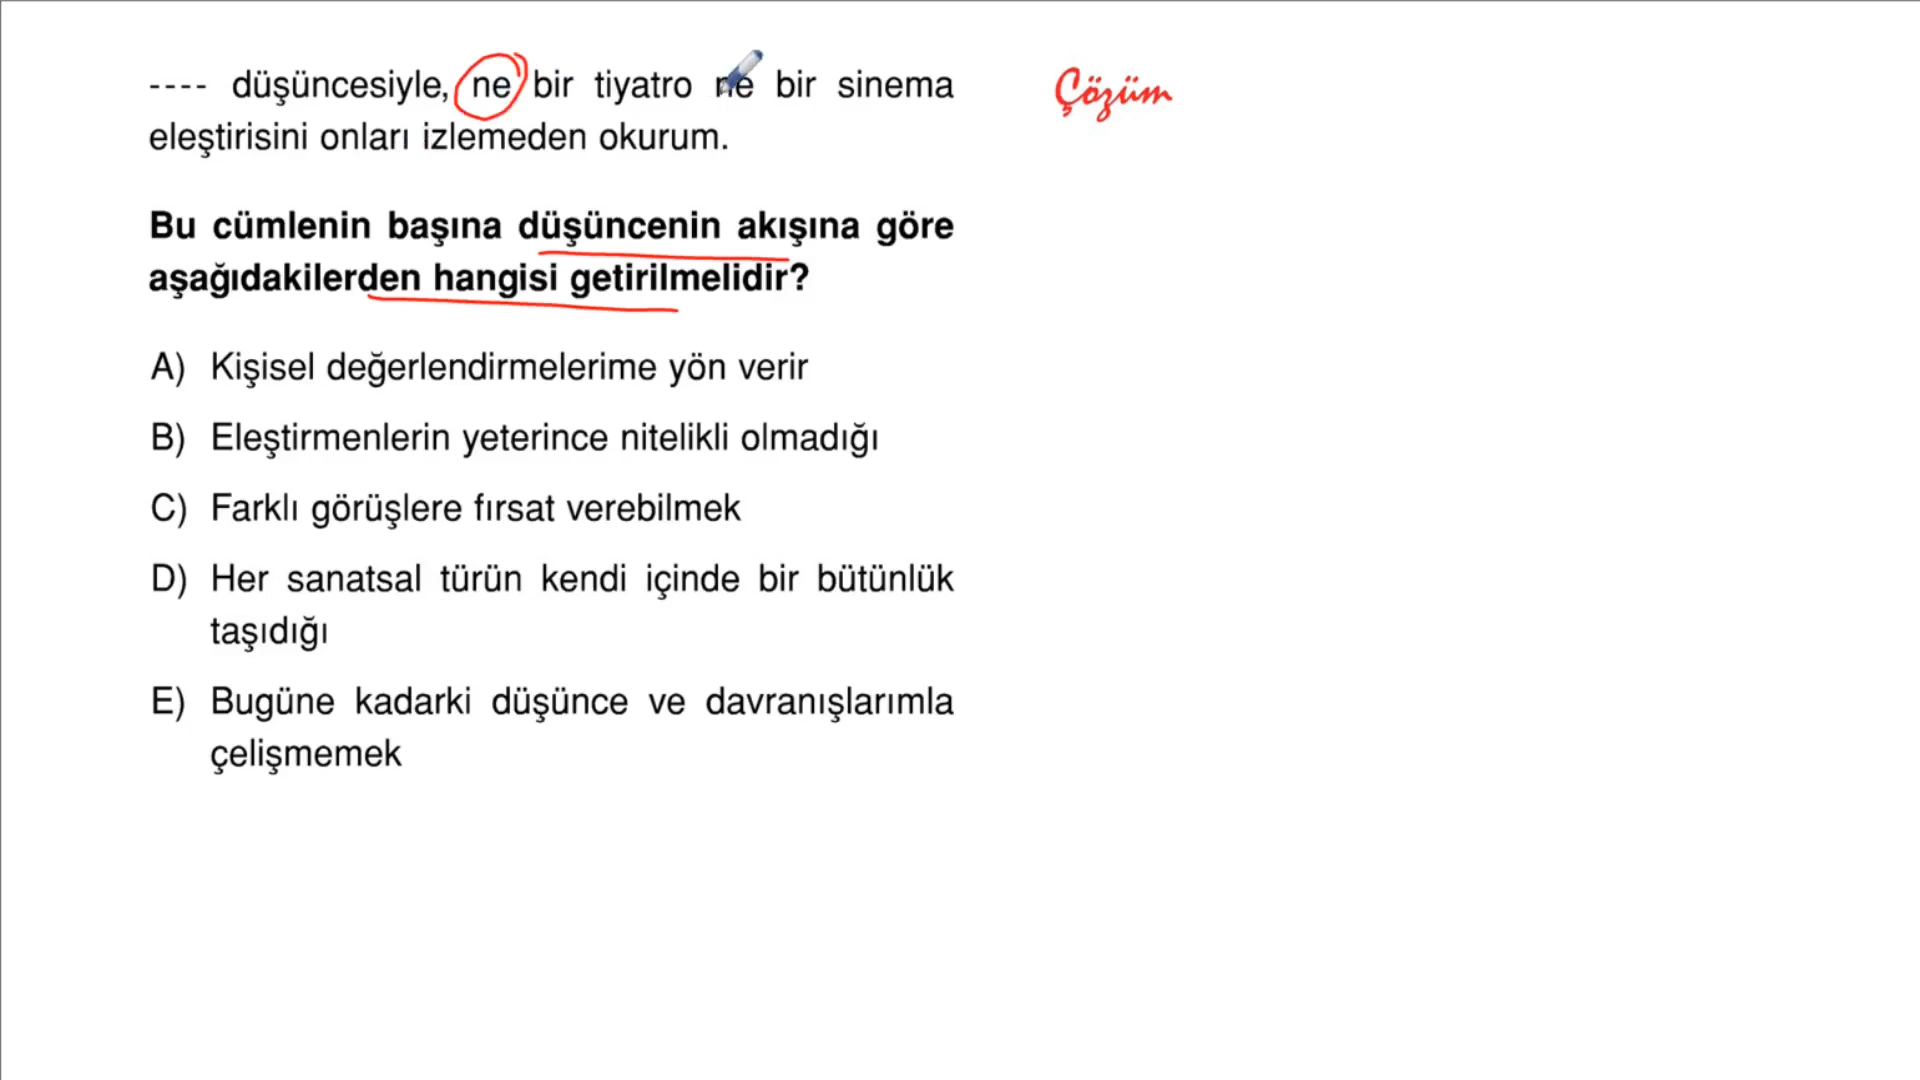 ---- düşüncesiyle, ne bir tiyatro ne bir sinema
eleştirisini onları izlemeden okurum.
Çözüm
Bu cümlenin başına düşüncenin akışına göre
aşağıdakilerden hangisi getirilmelidir?
A) Kişisel değerlendirmelerime yön verir
B) Eleştirmenlerin yeterince nitelikli olmadığı
C) Farklı görüşlere fırsat verebilmek
D) Her sanatsal türün kendi içinde bir bütünlük
taşıdığı
E) Bugüne kadarki düşünce ve davranışlarımla
çelişmemek